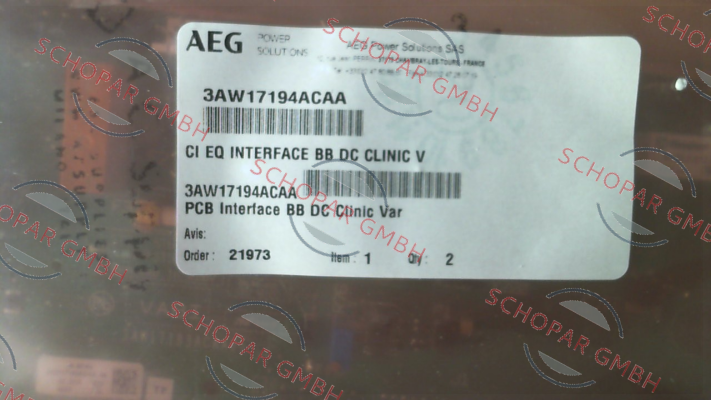 AEG POWER SOLUTIONS
AEG Power Solutions SAS
3AW17194ACAA
CI EQ INTERFACE BB DC CLINIC V
3AW17194ACAA
PCB Interface BB DC Clinic Var
Avis:
Order: 21973 Item: 1 Qty: 2
SCHOPAR GMBH
SCHOPAR GMBH
SCHOPAR GMBH
SCHOPAR GMBH
SCHOPAR GMBH
SCHOPAR GMBH
SCHOPAR GMBH
SCHOPAR GMBH